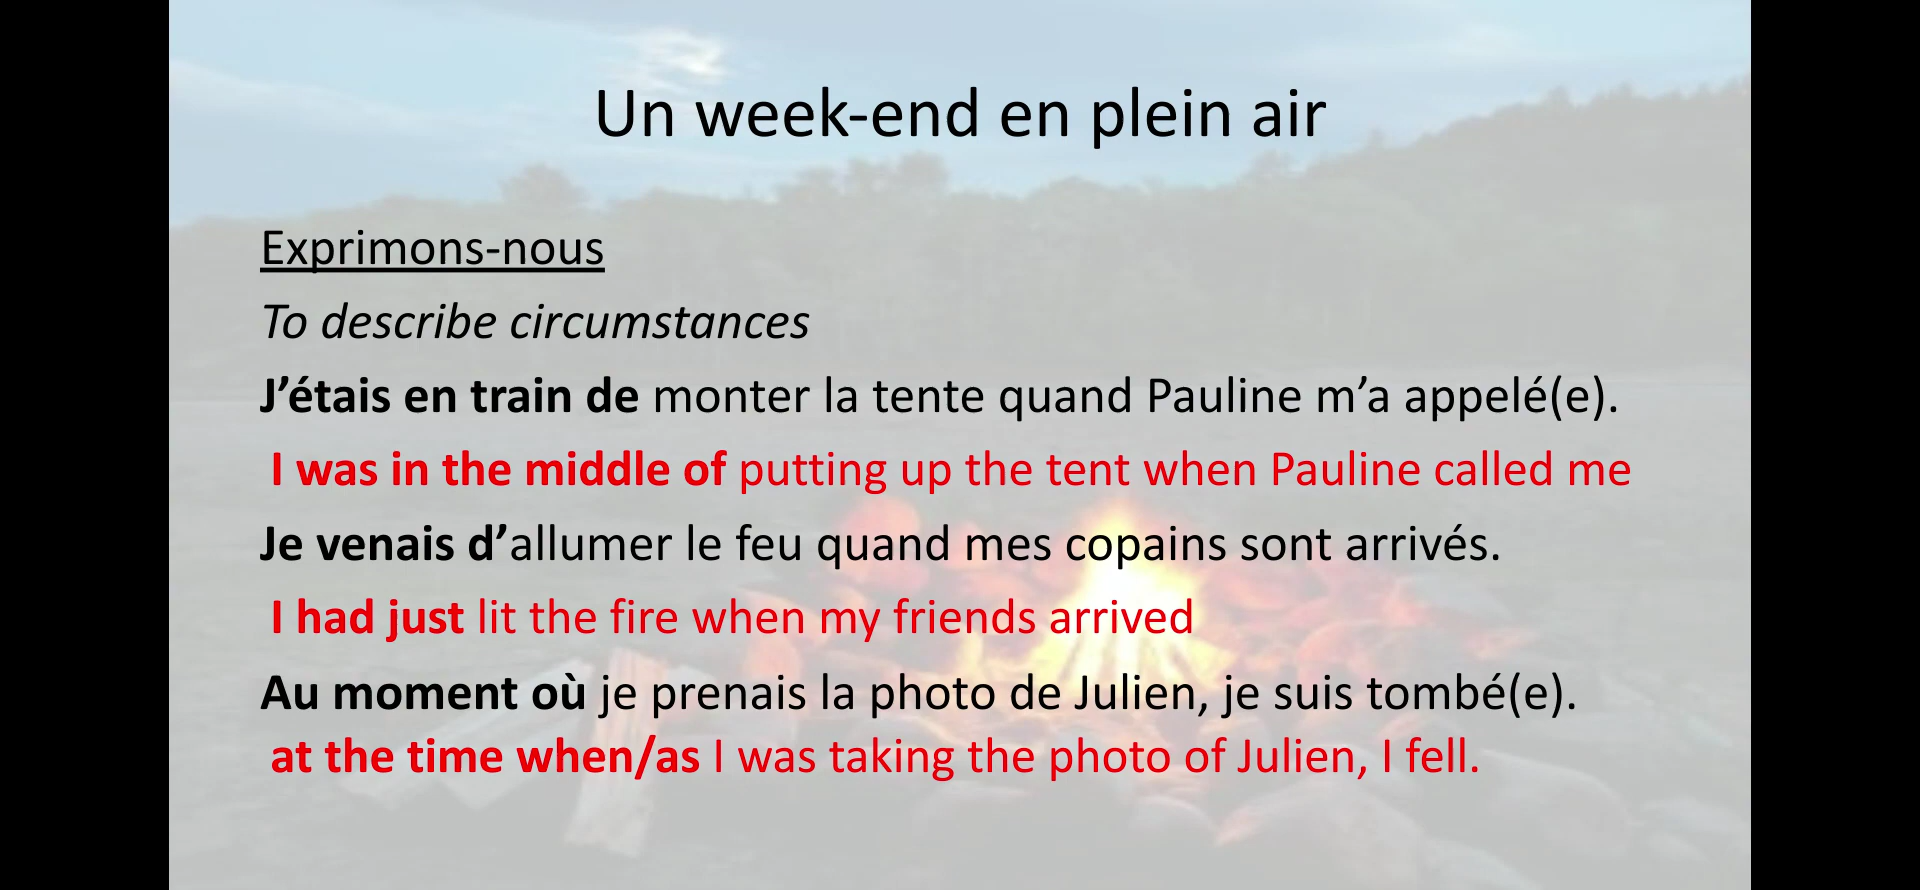 Un week-end en plein air
Exprimons-nous
To describe circumstances
J’étais en train de monter la tente quand Pauline m’a appelé(e).
I was in the middle of putting up the tent when Pauline called me
Je venais d’allumer le feu quand mes copains sont arrivés.
I had just lit the fire when my friends arrived
Au moment où je prenais la photo de Julien, je suis tombé(e).
at the time when/as I was taking the photo of Julien, I fell.